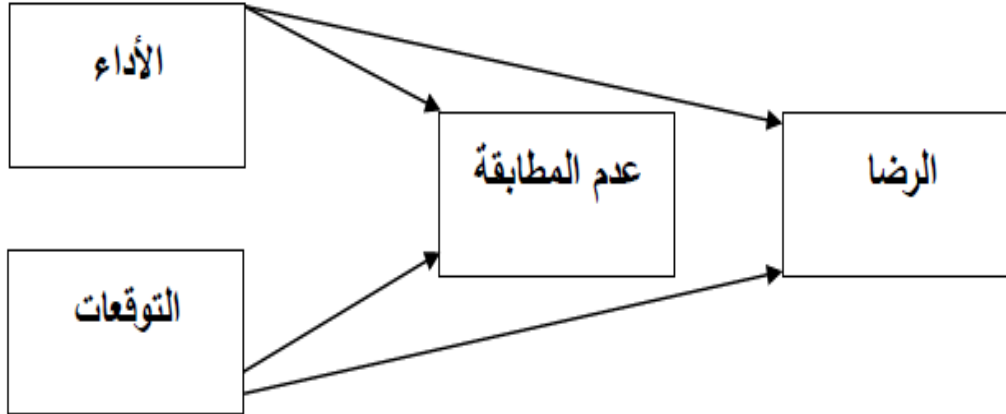 الأداء
عدم المطابقة
الرضا
التوقعات